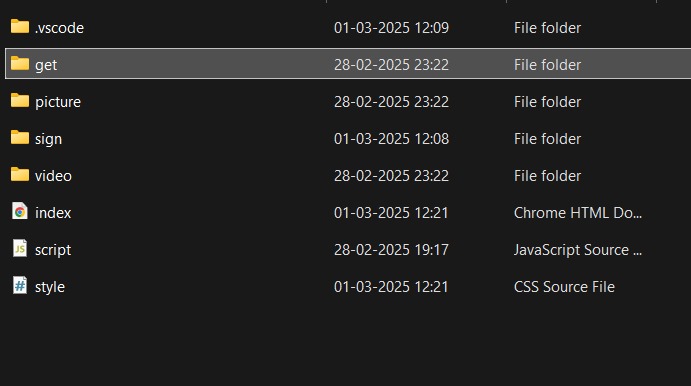 .vscode 01-03-2025 12:09 File folder
get 28-02-2025 23:22 File folder
picture 28-02-2025 23:22 File folder
sign 01-03-2025 12:08 File folder
video 28-02-2025 23:22 File folder
index 01-03-2025 12:21 Chrome HTML Do...
JS script 28-02-2025 19:17 JavaScript Source ...
# style 01-03-2025 12:21 CSS Source File